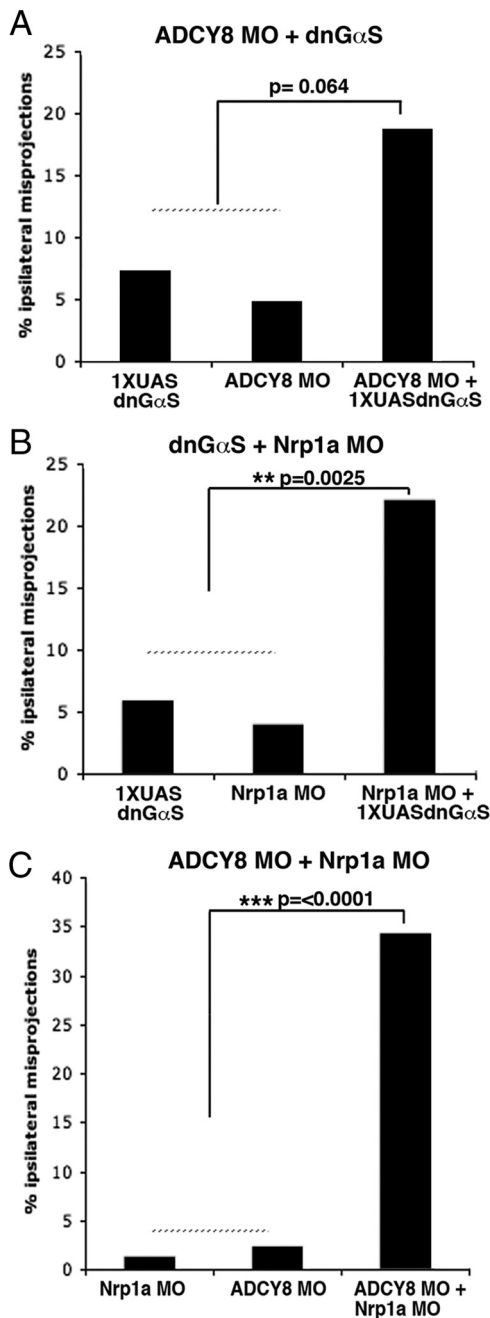 A
ADCY8 MO + dnGαS
p= 0.064
% ipsilateral misprojections
25
20
15
10
5
0
1XUAS
dnGαS
ADCY8 MO
ADCY8 MO +
1XUASdnGαS
B
dnGαS + Nrp1a MO
** p=0.0025
% ipsilateral misprojections
25
20
15
10
5
0
1XUAS
dnGαS
Nrp1a MO
Nrp1a MO +
1XUASdnGαS
C
ADCY8 MO + Nrp1a MO
*** p=<0.0001
% ipsilateral misprojections
40
35
30
25
20
15
10
5
0
Nrp1a MO
ADCY8 MO
ADCY8 MO +
Nrp1a MO